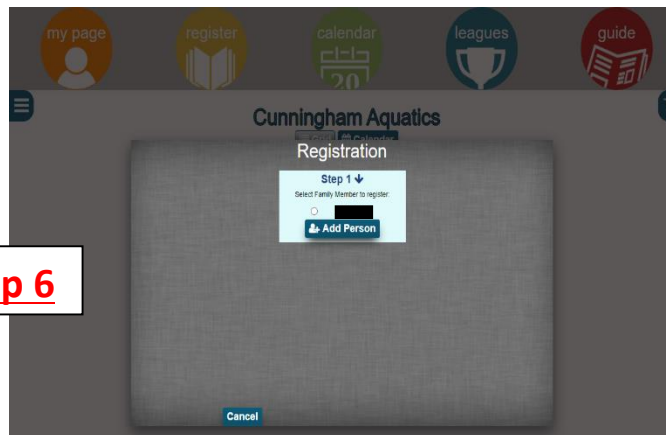 my page register calendar leagues guide
20
Cunningham Aquatics
Calendar
Registration
Step 1
Select Family Member to register:
Add Person
p 6
Cancel